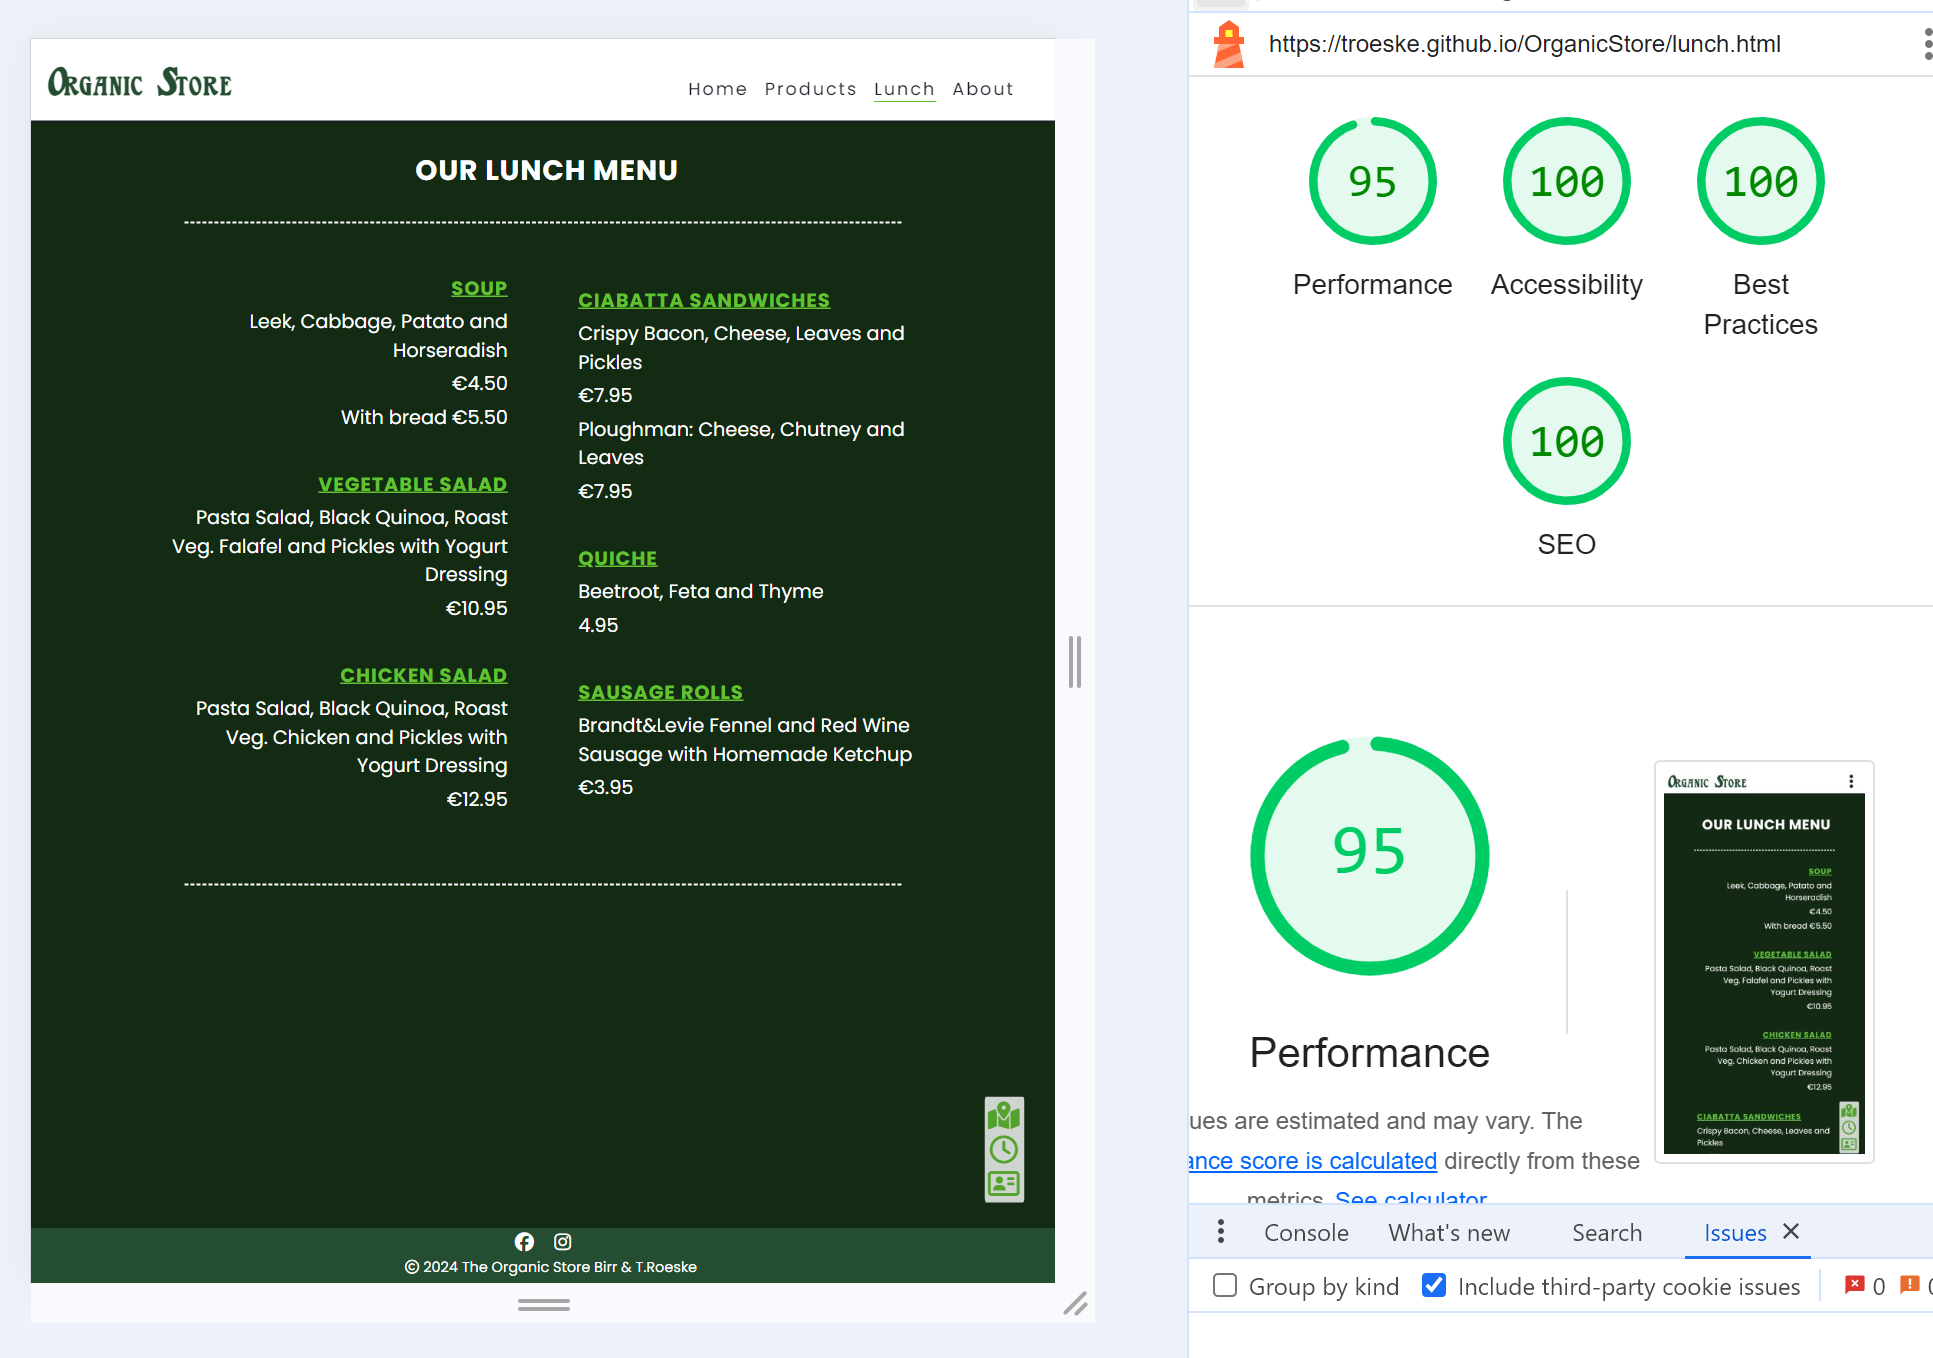 Organic Store
Home Products Lunch About
OUR LUNCH MENU
SOUP
Leek, Cabbage, Patato and
Horseradish
€4.50
With bread €5.50
VEGETABLE SALAD
Pasta Salad, Black Quinoa, Roast
Veg. Falafel and Pickles with Yogurt
Dressing
€10.95
CHICKEN SALAD
Pasta Salad, Black Quinoa, Roast
Veg. Chicken and Pickles with
Yogurt Dressing
€12.95
CIABATTA SANDWICHES
Crispy Bacon, Cheese, Leaves and
Pickles
€7.95
Ploughman: Cheese, Chutney and
Leaves
€7.95
QUICHE
Beetroot, Feta and Thyme
4.95
SAUSAGE ROLLS
Brandt&Levie Fennel and Red Wine
Sausage with Homemade Ketchup
€3.95
© 2024 The Organic Store Birr & T.Roeske
https://troeske.github.io/OrganicStore/lunch.html
95
Performance
100
Accessibility
100
Best
Practices
100
SEO
95
Performance
ues are estimated and may vary. The
ance score is calculated directly from these
metrics. See calculator
Organic Store
OUR LUNCH MENU
SOUP
Leek, Cabbage, Patato and
Horseradish
€4.50
With bread €5.50
VEGETABLE SALAD
Pasta Salad, Black Quinoa, Roast
Veg. Falafel and Pickles with
Yogurt Dressing
€10.95
CHICKEN SALAD
Pasta Salad, Black Quinoa, Roast
Veg. Chicken and Pickles with
Yogurt Dressing
€12.95
CIABATTA SANDWICHES
Crispy Bacon, Cheese, Leaves and
Pickles
Console What's new Search Issues
Group by kind Include third-party cookie issues 0